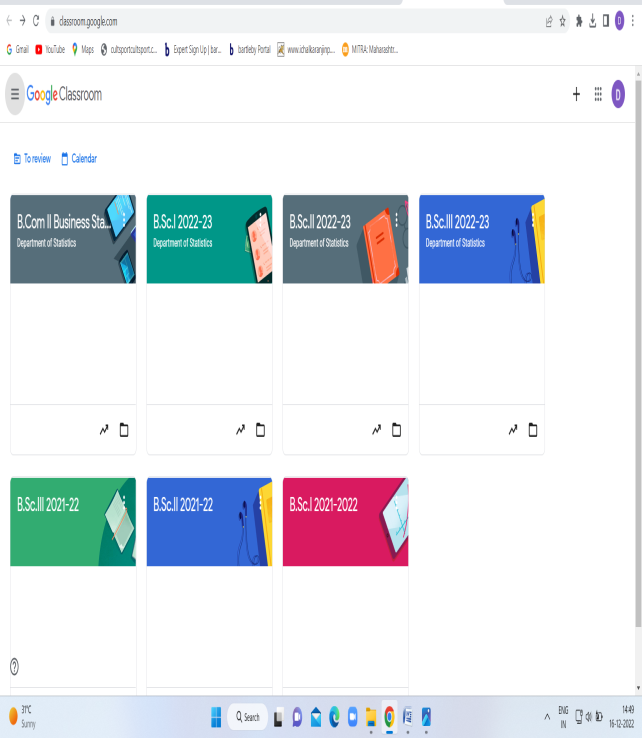 classroom.google.com
Gmail YouTube Maps cultsportcultsport.c... Expert Sign Up | bar... bartleby Portal www.ichalkaranjinp... MITRA: Maharashtr...
Google Classroom
D
To review Calendar
B.Com II Business Sta...
Department of Statistics
B.Sc.I 2022-23
Department of Statistics
B.Sc.II 2022-23
Department of Statistics
B.Sc.III 2022-23
Department of Statistics
B.Sc.III 2021-22
B.Sc.II 2021-22
B.Sc.I 2021-2022
31°C
Sunny
Search
ENG
IN
14:49
16-12-2022